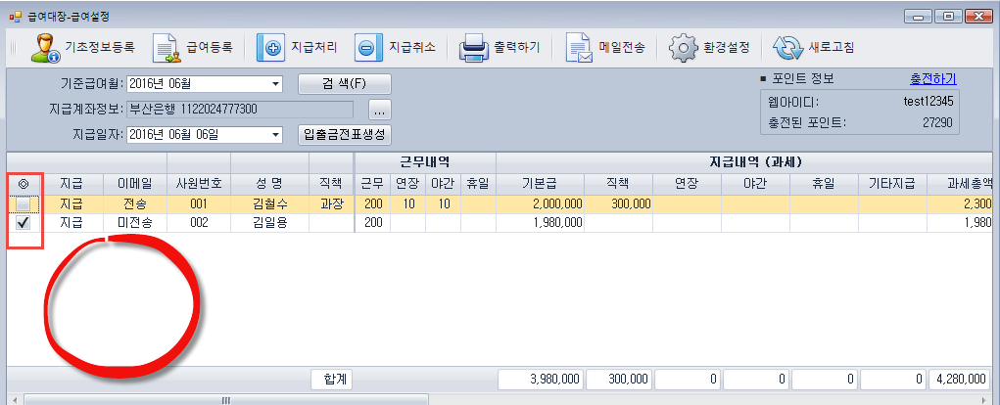 급여대장-급여설정
기초정보등록 급여등록 지급처리 지급취소 출력하기 메일전송 환경설정 새로고침
기준급여월: 2016년 06월 검 색(F)
지급계좌정보: 부산은행 1122024777300 ...
지급일자: 2016년 06월 06일 입출금전표생성
■ 포인트 정보 충전하기
웹아이디: test12345
충전된 포인트: 27290
근무내역 지급내역 (과세)
◎ 지급 이메일 사원번호 성 명 직책 근무 연장 야간 휴일 기본급 직책 연장 야간 휴일 기타지급 과세총액
지급 전송 001 김철수 과장 200 10 10 2,000,000 300,000 2,300
지급 미전송 002 김일용 200 1,980,000 1,980
합계 3,980,000 300,000 0 0 0 0 4,280,000